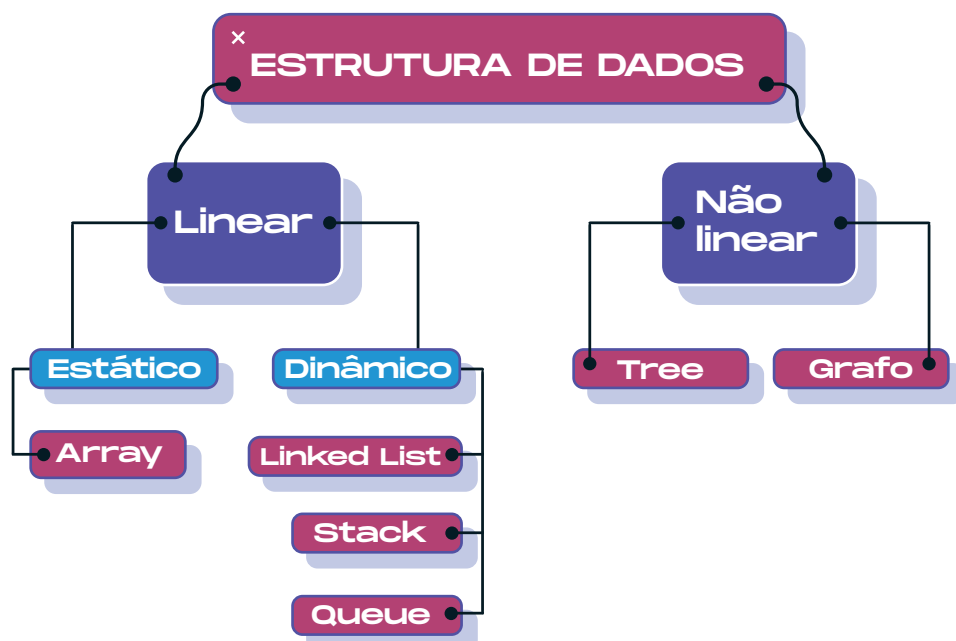 ESTRUTURA DE DADOS
Linear
Não
linear
Estático
Dinâmico
Tree
Grafo
Array
Linked List
Stack
Queue